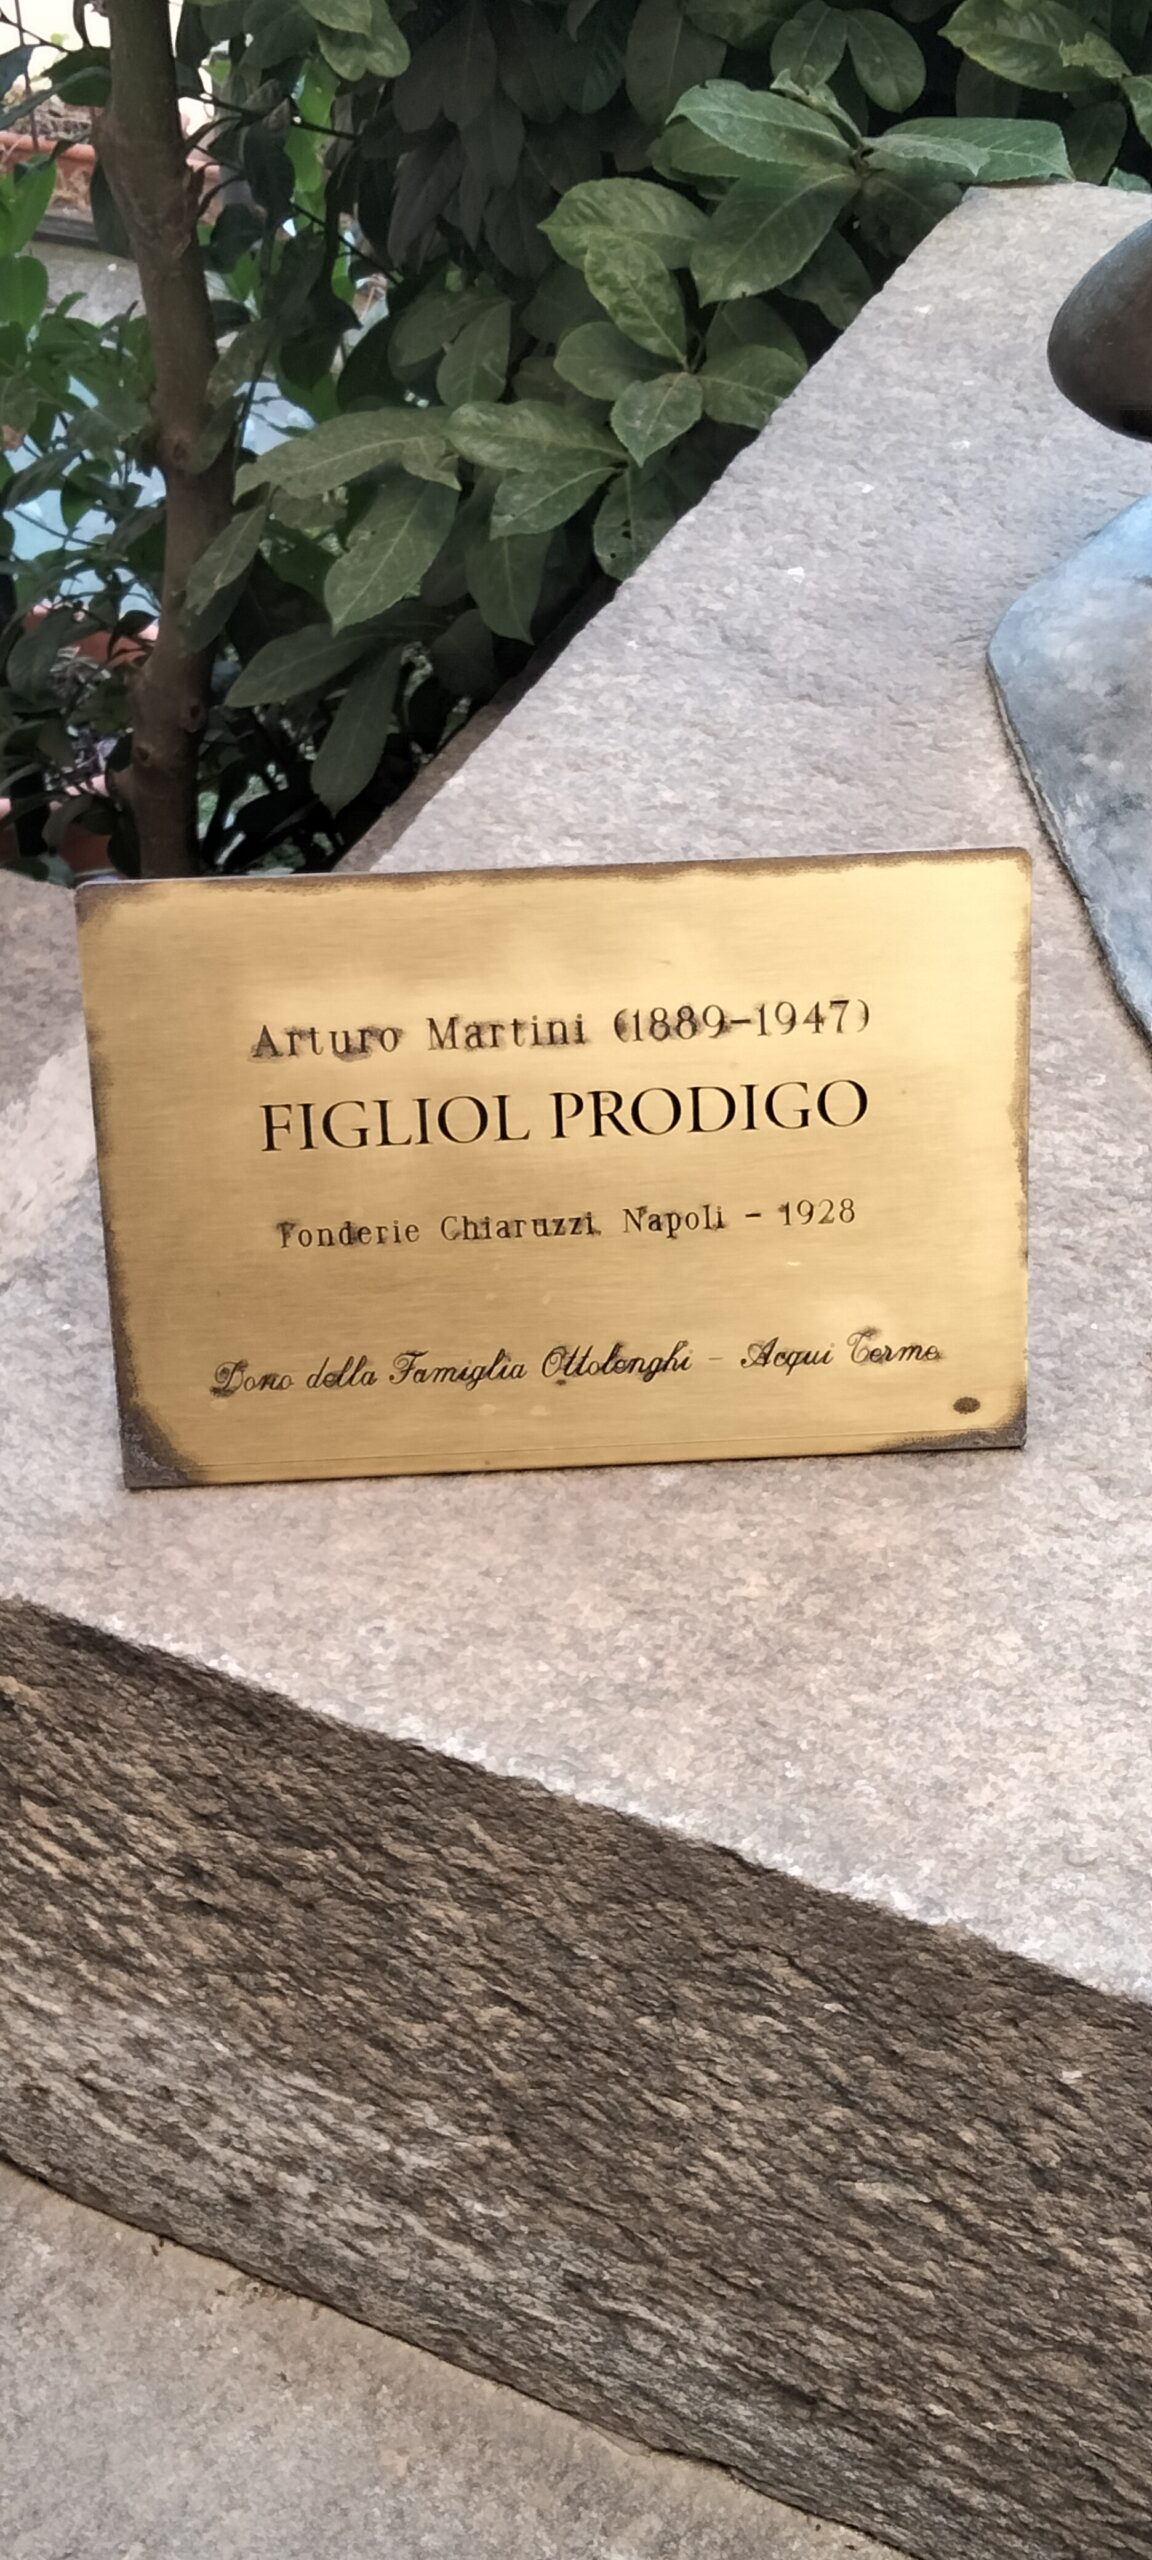 Arturo Martini (1889-1947)
FIGLIOL PRODIGO
Fonderie Chiaruzzi, Napoli - 1928
Dono della Famiglia Ottolenghi - Acqui Terme